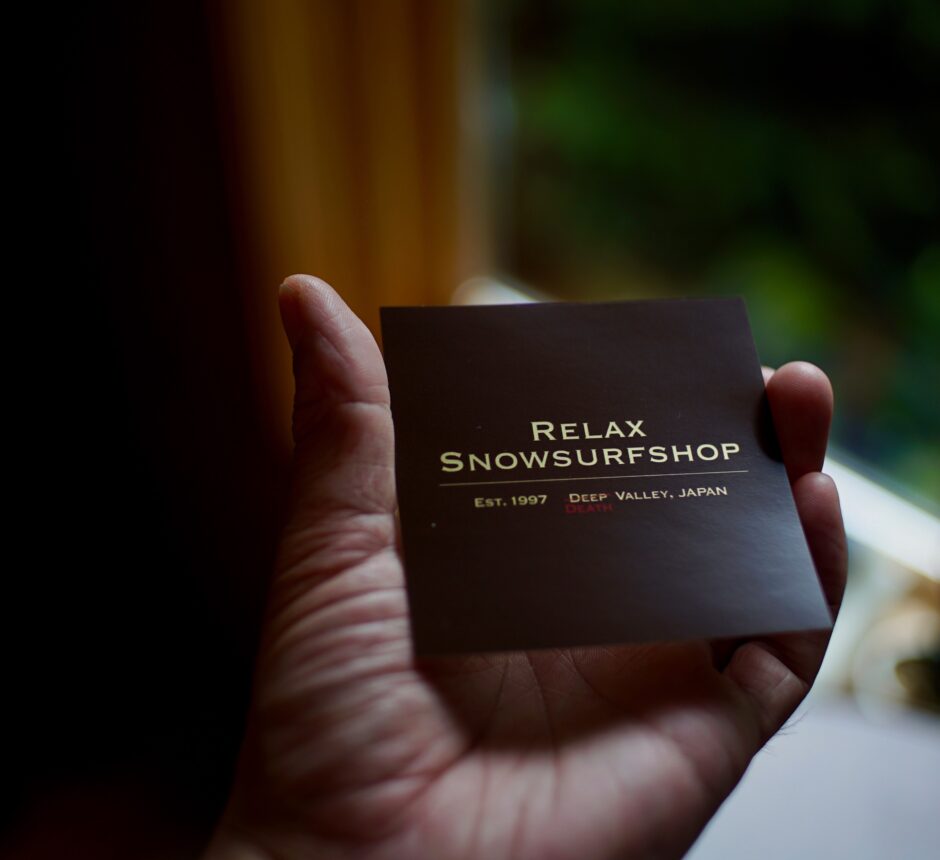 Relax
Snowsurfshop
Est. 1997 Deep Valley, Japan
Death